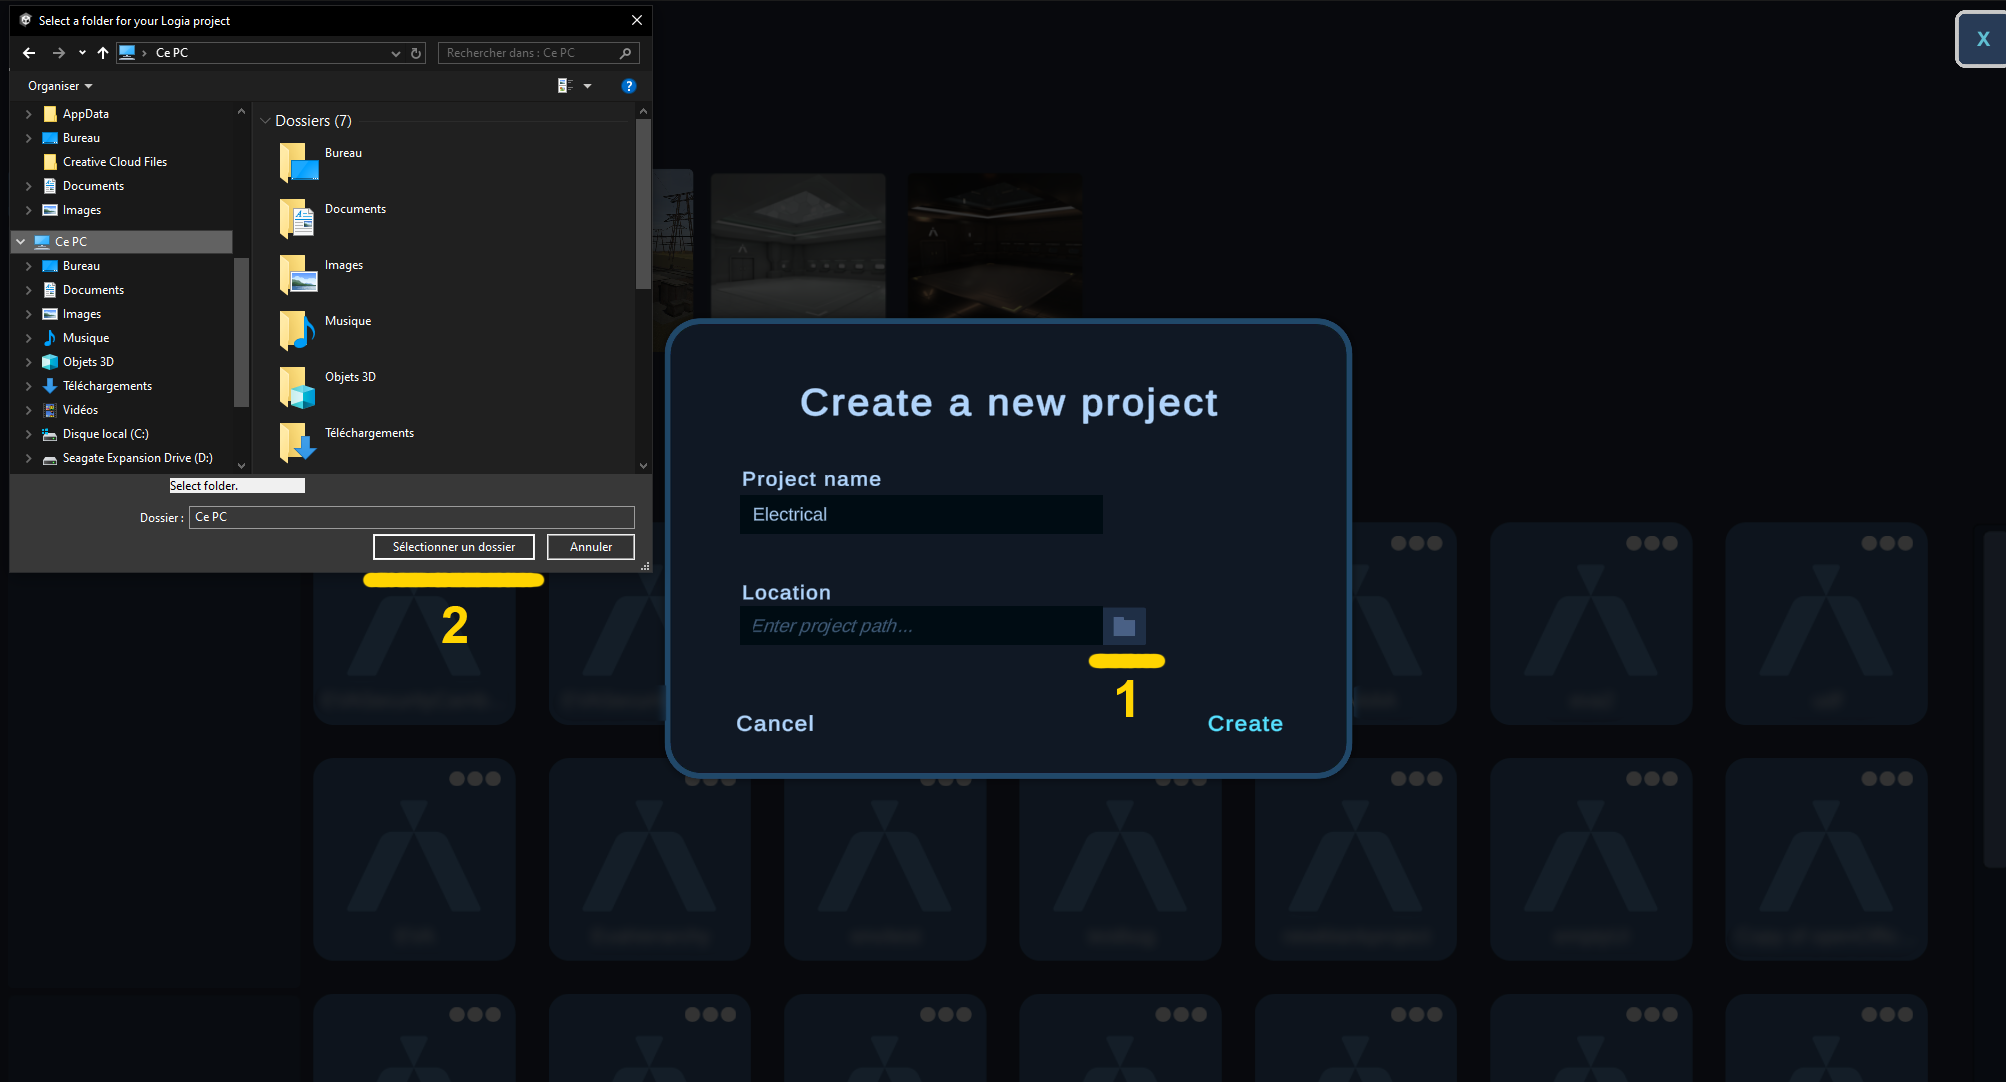 Select a folder for your Logia project
Ce PC
Rechercher dans : Ce PC
Organiser
?
AppData
Bureau
Creative Cloud Files
Documents
Images
Ce PC
Bureau
Documents
Images
Musique
Objets 3D
Téléchargements
Vidéos
Disque local (C:)
Seagate Expansion Drive (D:)
Dossiers (7)
Bureau
Documents
Images
Musique
Objets 3D
Téléchargements
Select folder.
Dossier : Ce PC
Sélectionner un dossier
Annuler
2
X
Create a new project
Project name
Electrical
Location
Enter project path...
1
Cancel
Create